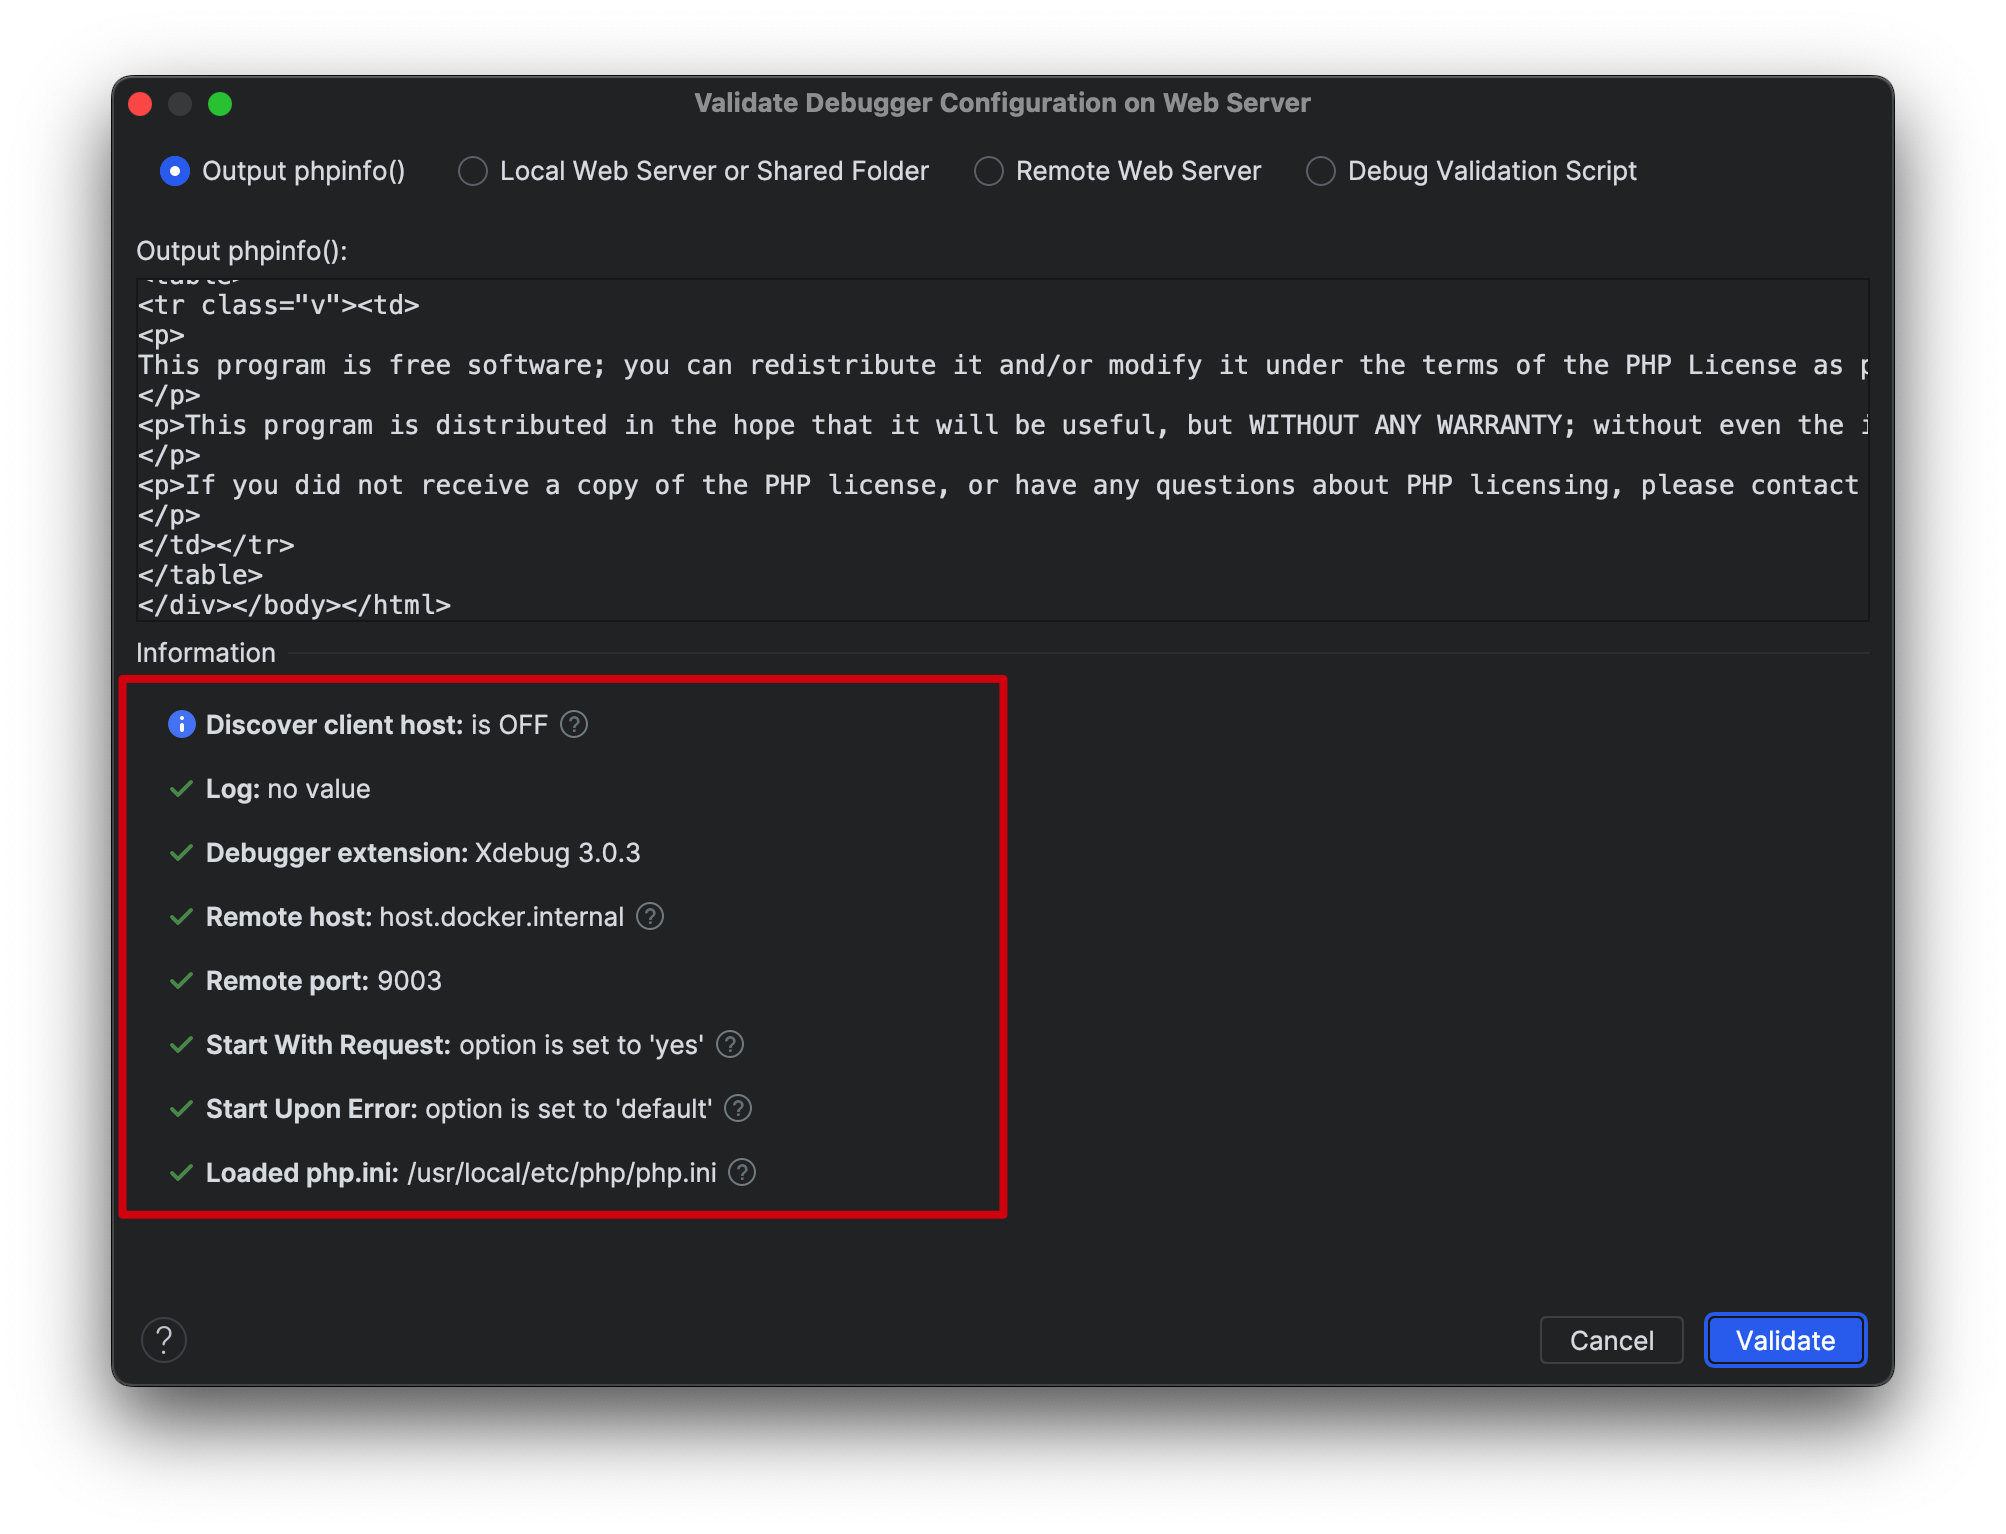 Validate Debugger Configuration on Web Server
Output phpinfo() Local Web Server or Shared Folder Remote Web Server Debug Validation Script
Output phpinfo():
<table>
<tr class="v"><td>
<p>
This program is free software; you can redistribute it and/or modify it under the terms of the PHP License as
</p>
<p>This program is distributed in the hope that it will be useful, but WITHOUT ANY WARRANTY; without even the
</p>
<p>If you did not receive a copy of the PHP license, or have any questions about PHP licensing, please contact
</p>
</td></tr>
</table>
</div></body></html>
Information
Discover client host: is OFF ?
Log: no value
Debugger extension: Xdebug 3.0.3
Remote host: host.docker.internal ?
Remote port: 9003
Start With Request: option is set to 'yes' ?
Start Upon Error: option is set to 'default' ?
Loaded php.ini: /usr/local/etc/php/php.ini ?
? Cancel Validate